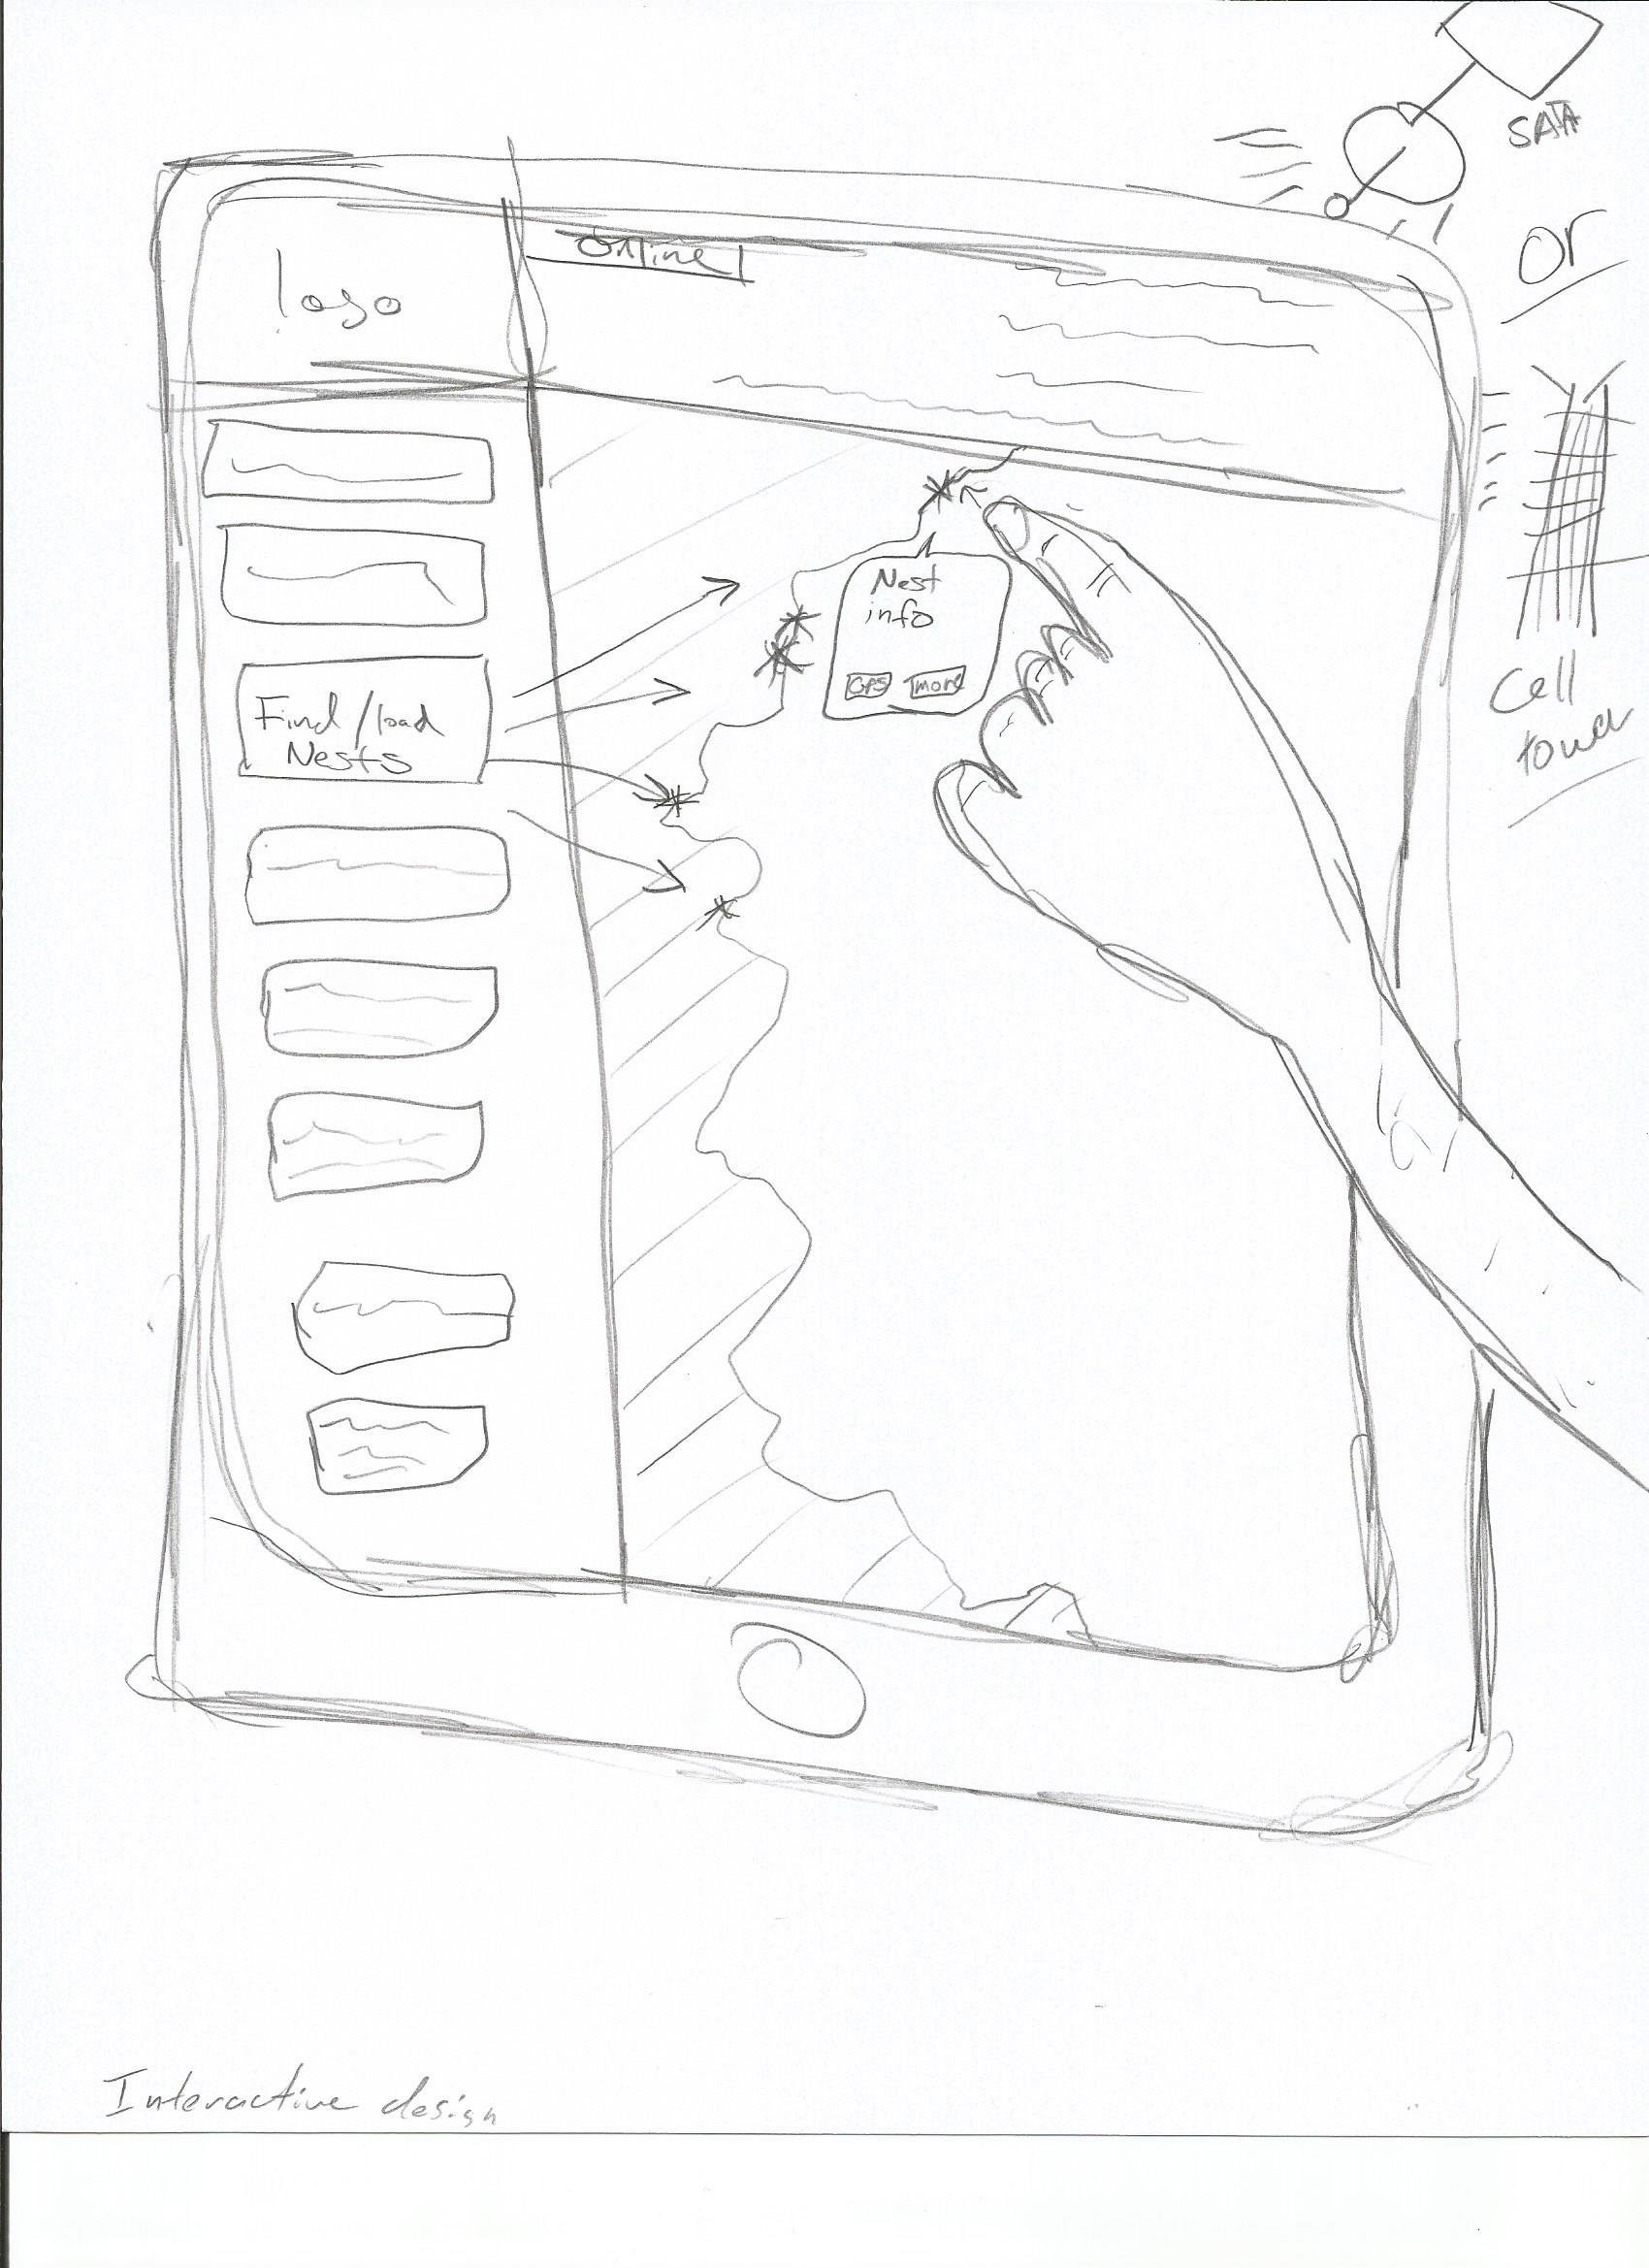 SATA
or
Online
logo
Nest
info
GPS more
Find/load
Nests
Cell
tower
Interactive design